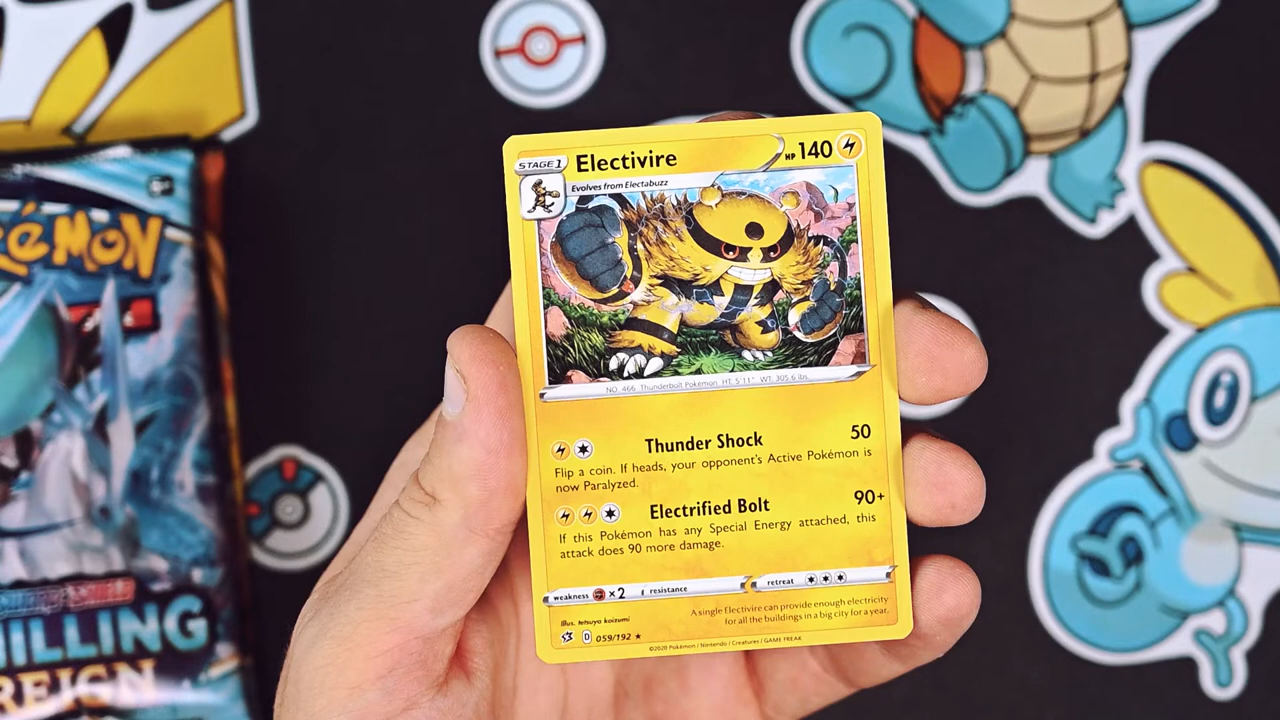 STAGE 1
Electivire
HP 140
Evolves from Electabuzz
NO. 466 Thunderbolt Pokémon HT. 5'11" WT. 305.6 lbs.
Thunder Shock 50
Flip a coin. If heads, your opponent's Active Pokémon is
now Paralyzed.
Electrified Bolt 90+
If this Pokémon has any Special Energy attached, this
attack does 90 more damage.
weakness ×2 resistance retreat
A single Electivire can provide enough electricity
for all the buildings in a big city for a year.
Illus. tetsuya koizumi
D 059/192 ★
©2020 Pokémon / Nintendo / Creatures / GAME FREAK
éMON
HILLING
REIGN